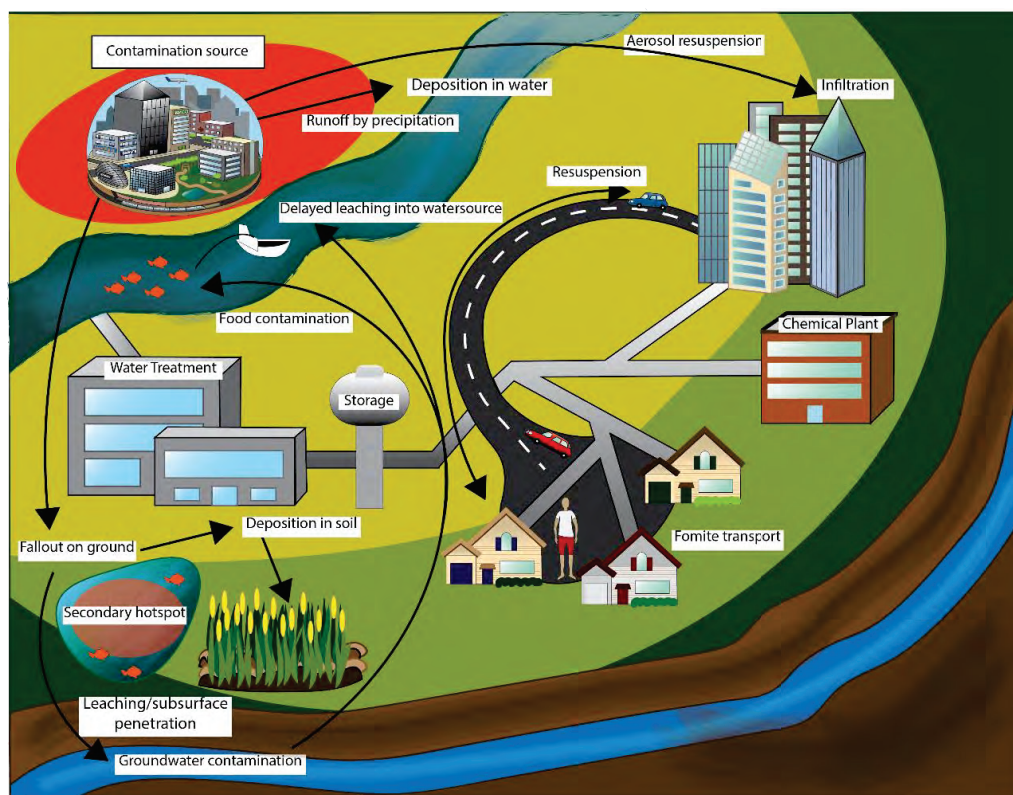 Contamination source
Aerosol resuspension
Deposition in water
Infiltration
Runoff by precipitation
Resuspension
Delayed leaching into watersource
Food contamination
Chemical Plant
Water Treatment
Storage
Deposition in soil
Fallout on ground
Fomite transport
Secondary hotspot
Leaching/subsurface
penetration
Groundwater contamination